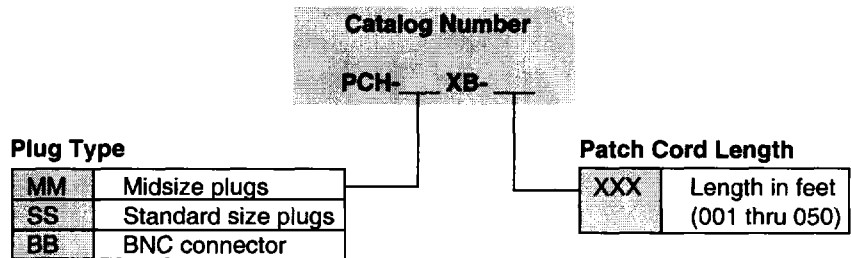 Catalog Number
PCH-___ XB-___
Plug Type
MM Midsize plugs
SS Standard size plugs
BB BNC connector
Patch Cord Length
XXX Length in feet
(001 thru 050)